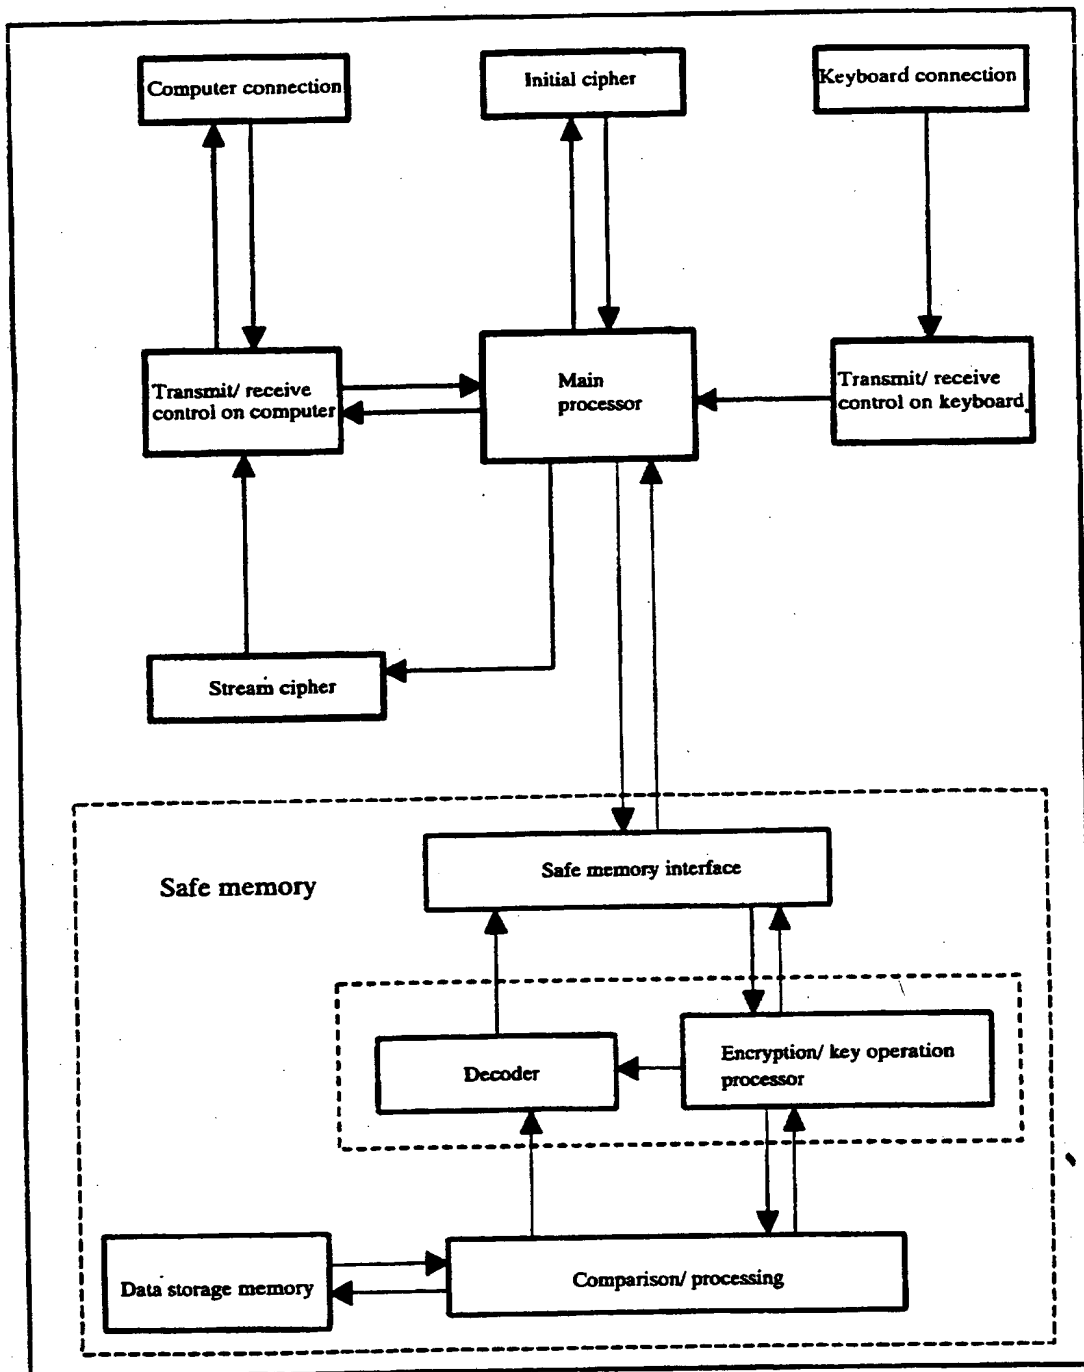 Computer connection
Initial cipher
Keyboard connection
Transmit/ receive
control on computer
Main
processor
Transmit/ receive
control on keyboard
Stream cipher
Safe memory interface
Safe memory
Decoder
Encryption/ key operation
processor
Data storage memory
Comparison/ processing